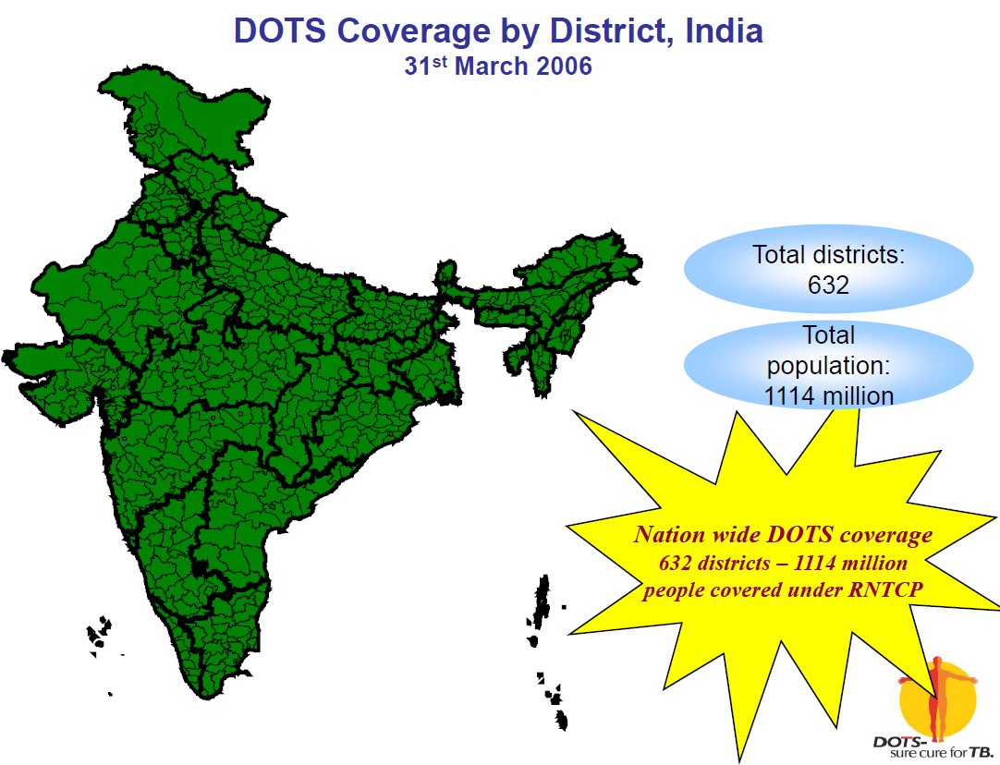 DOTS Coverage by District, India
31st March 2006
Total districts:
632
Total
population:
1114 million
Nation wide DOTS coverage
632 districts – 1114 million
people covered under RNTCP
DOTS-
sure cure for TB.